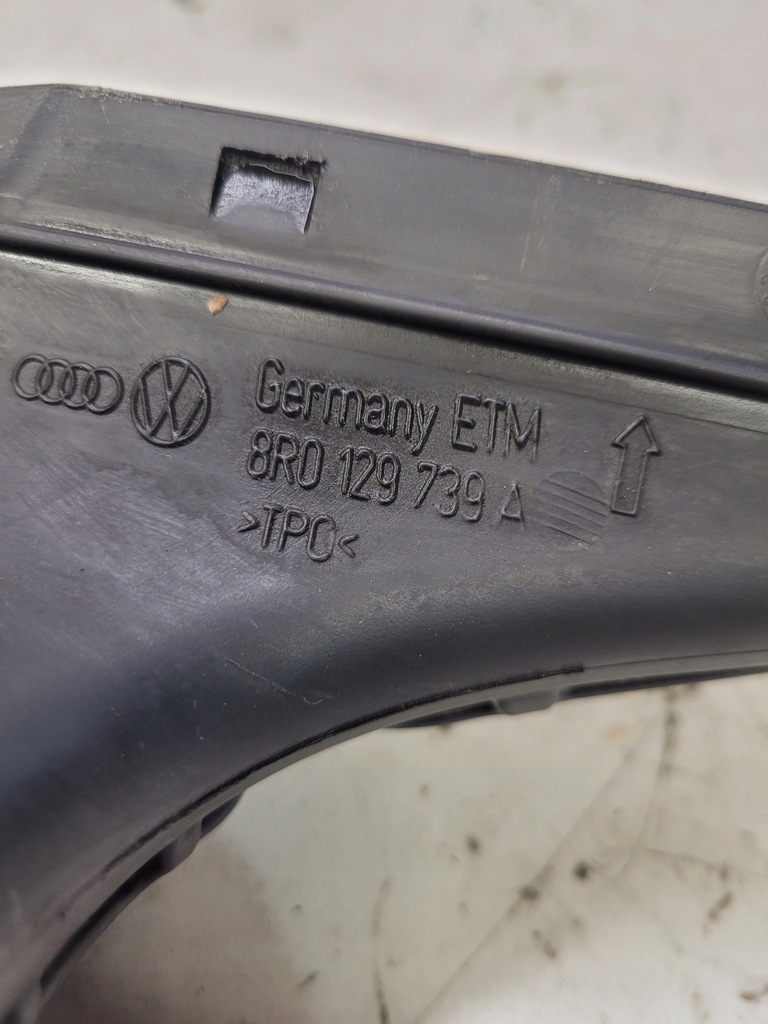 Germany ETM
8R0 129 739 A
>TPO<